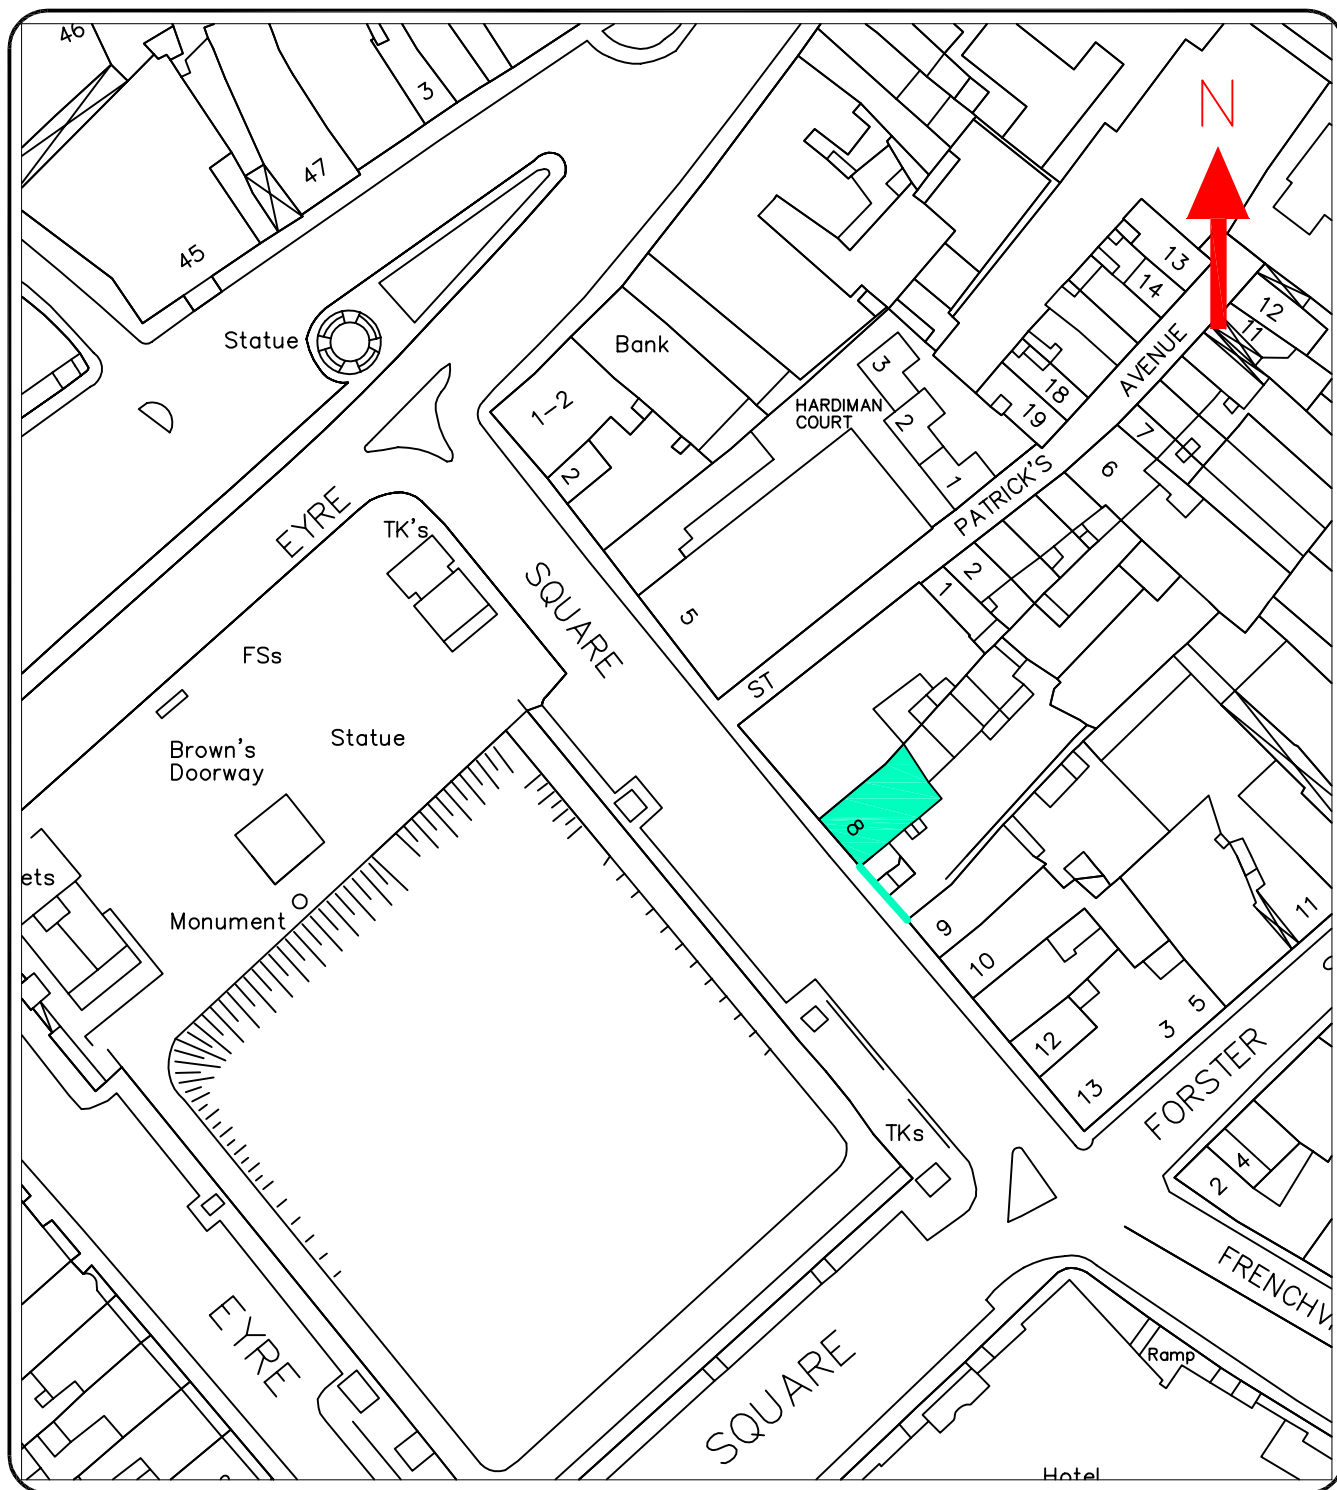 46
3
N
47
45
13
14
12
11
Statue
Bank
AVENUE
3
18
1-2
HARDIMAN
COURT
19
2
7
6
2
1
PATRICK'S
EYRE
TK's
SQUARE
2
1
5
FSs
ST
Statue
Brown's
Doorway
8
ets
11
Monument
9
10
5
3
12
FORSTER
13
TKs
4
2
FRENCHV
EYRE
SQUARE
Ramp
Hotel